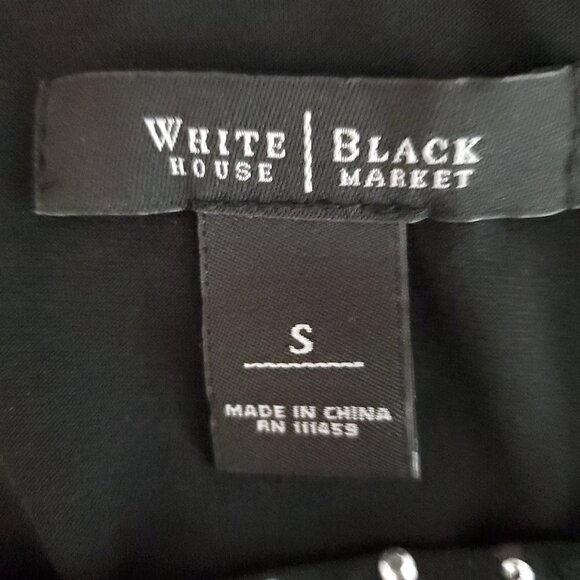 WHITE | BLACK
HOUSE | MARKET
S
MADE IN CHINA
RN 111459